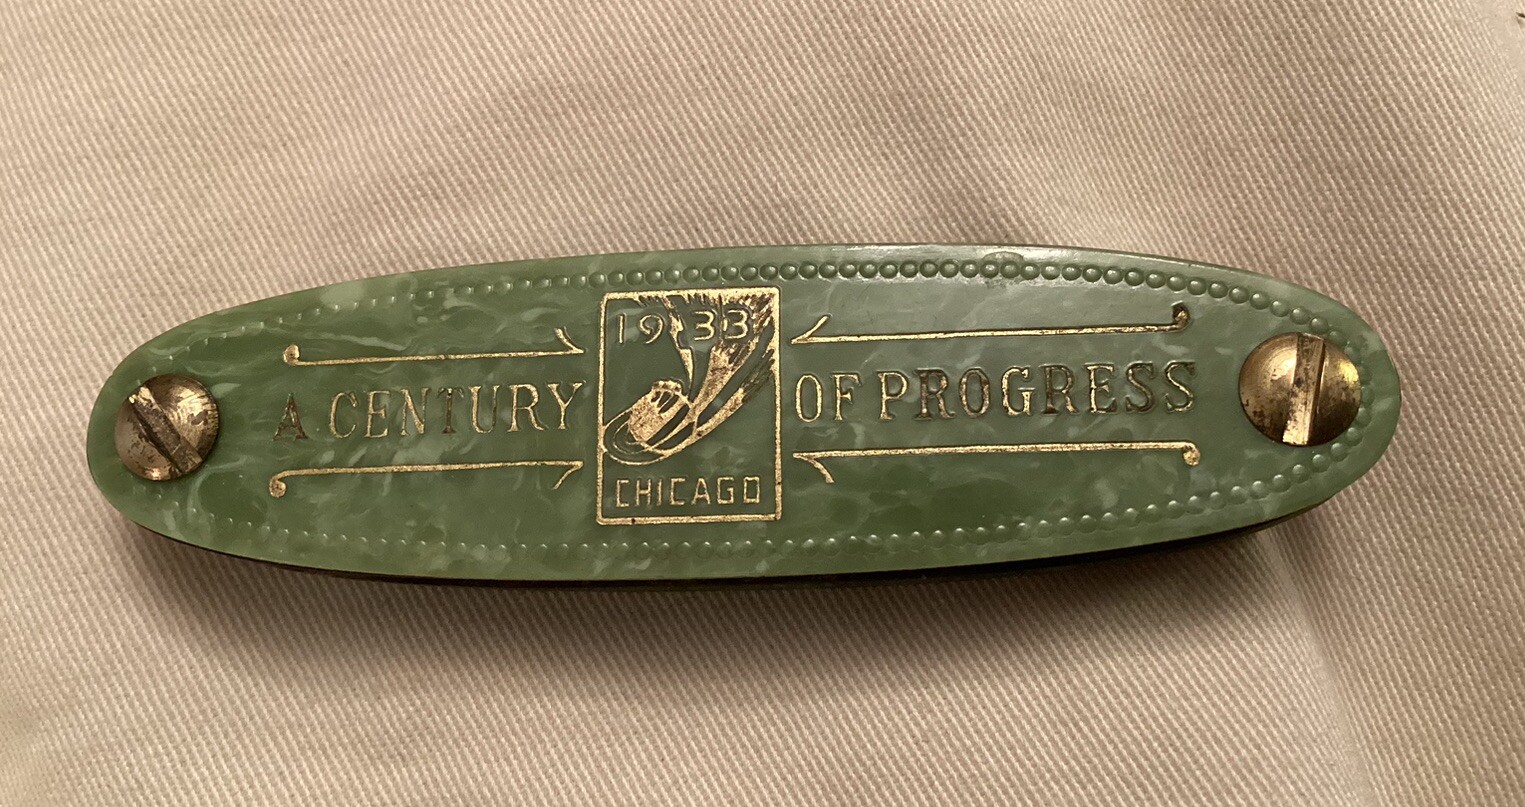 A CENTURY
1933
CHICAGO
OF PROGRESS